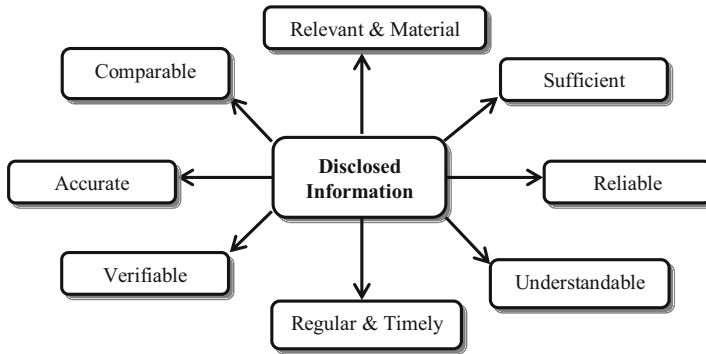 Relevant & Material
Comparable
Sufficient
Disclosed
Information
Accurate
Reliable
Verifiable
Understandable
Regular & Timely